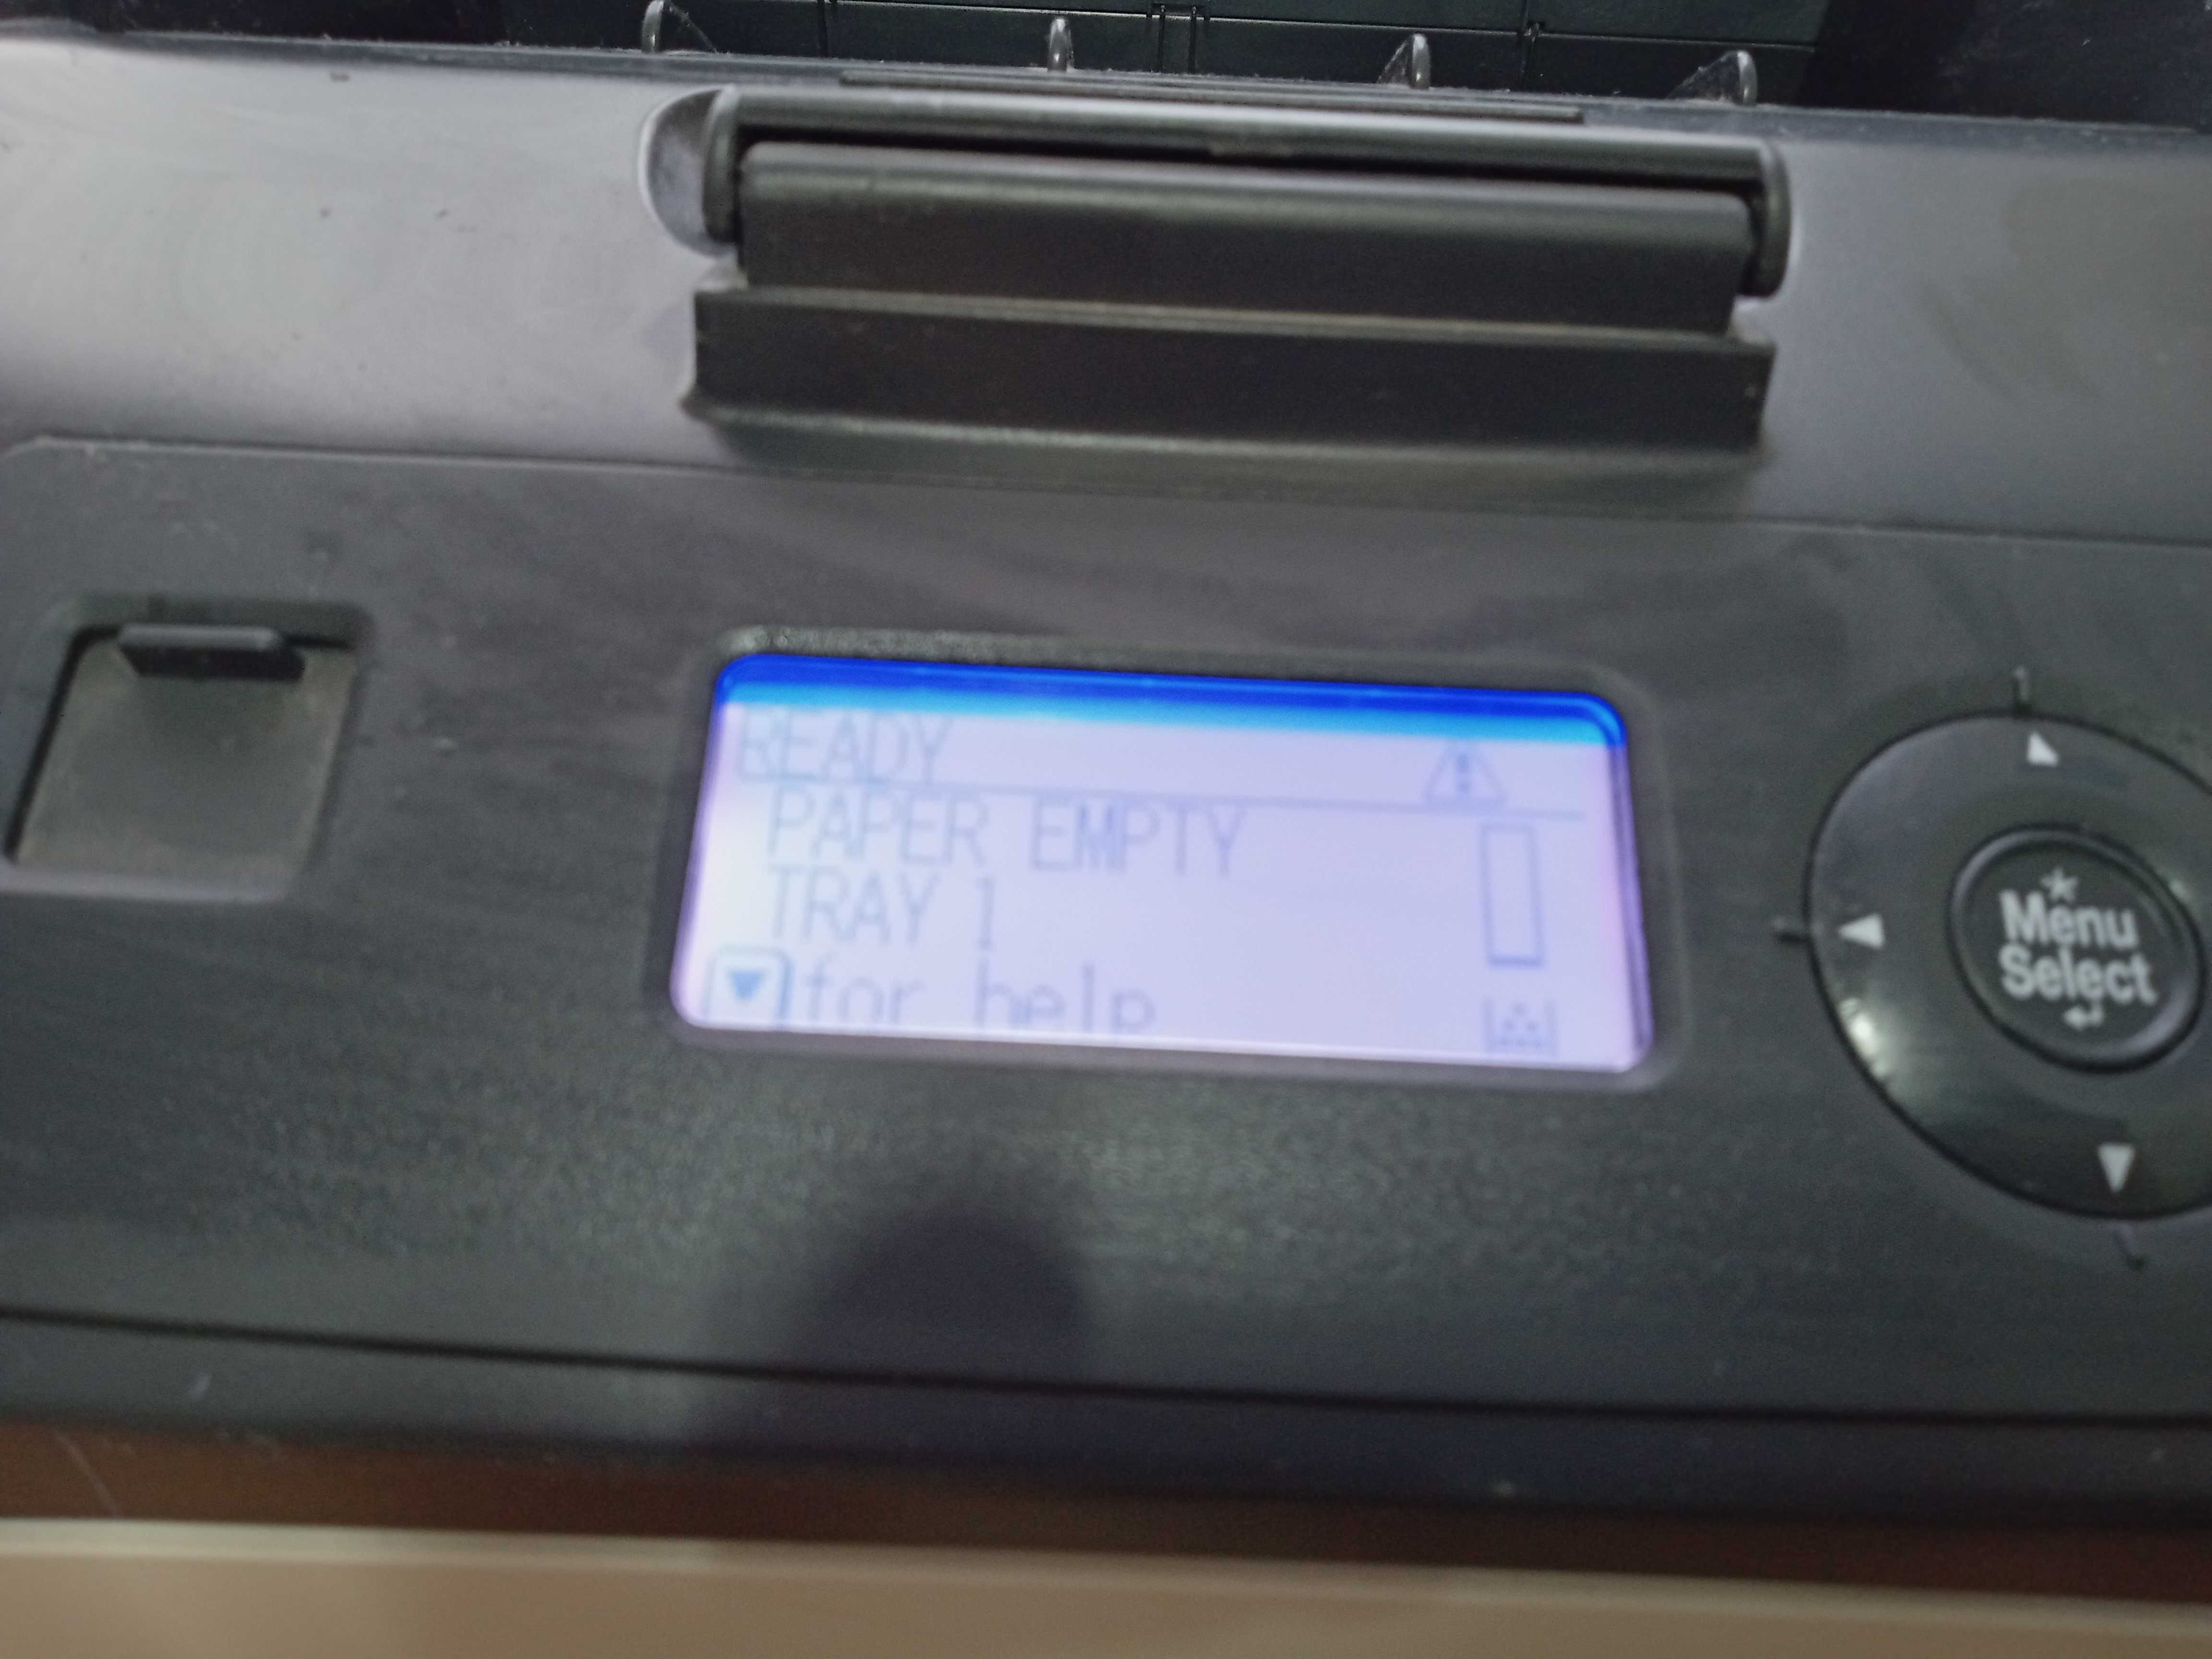 READY
PAPER EMPTY
TRAY 1
for help
Menu
Select